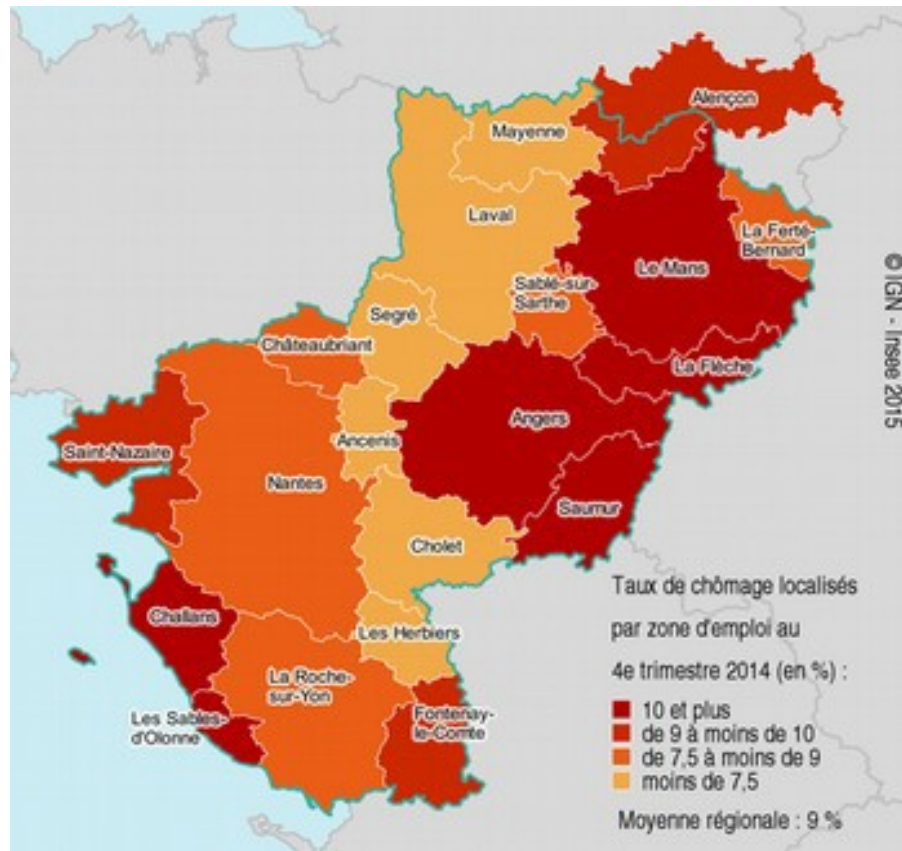 Alençon
Mayenne
Laval
La Ferté-
Bernard
Le Mans
Sablé-sur-
Sarthe
Segré
Châteaubriant
La Flèche
Angers
Ancenis
Saint-Nazaire
Nantes
Saumur
Cholet
Challans
Les Herbiers
La Roche-
sur-Yon
Les Sables-
d'Olonne
Fontenay-
le-Comte
© IGN - Insee 2015
Taux de chômage localisés
par zone d'emploi au
4e trimestre 2014 (en %) :
10 et plus
de 9 à moins de 10
de 7,5 à moins de 9
moins de 7,5
Moyenne régionale : 9 %